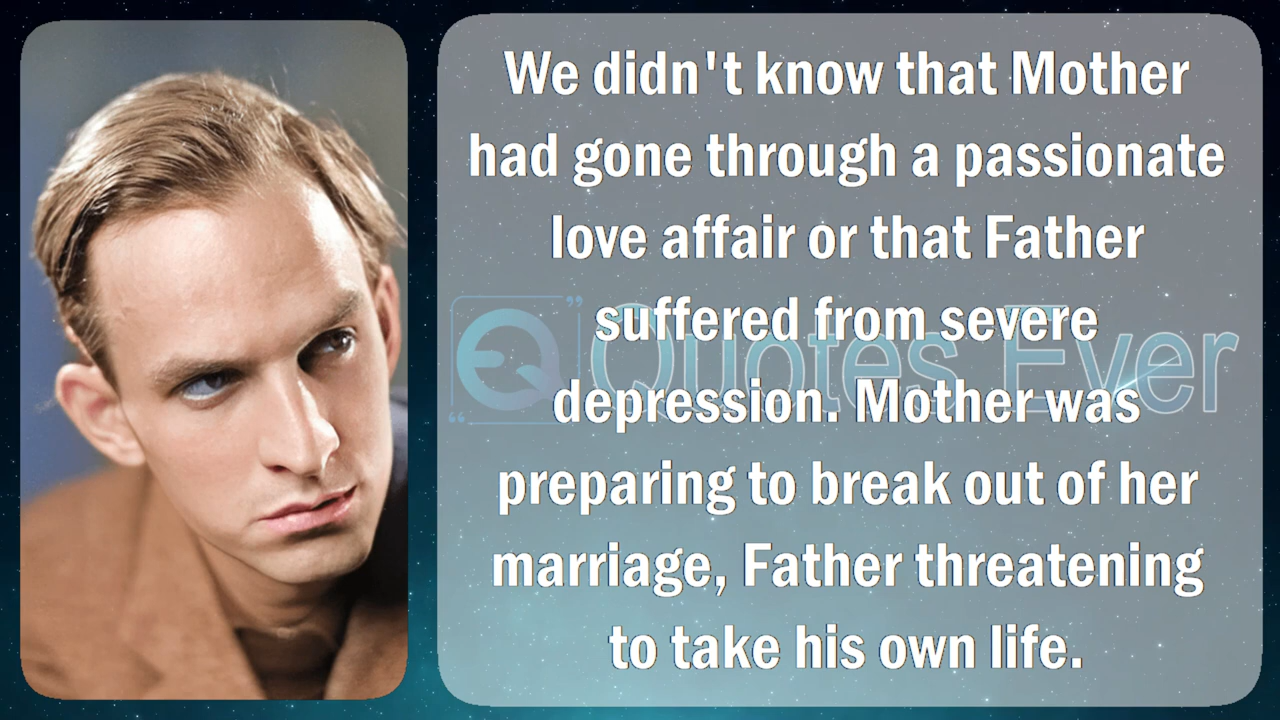 We didn't know that Mother
had gone through a passionate
love affair or that Father
suffered from severe
Quotes Ever
depression. Mother was
preparing to break out of her
marriage, Father threatening
to take his own life.